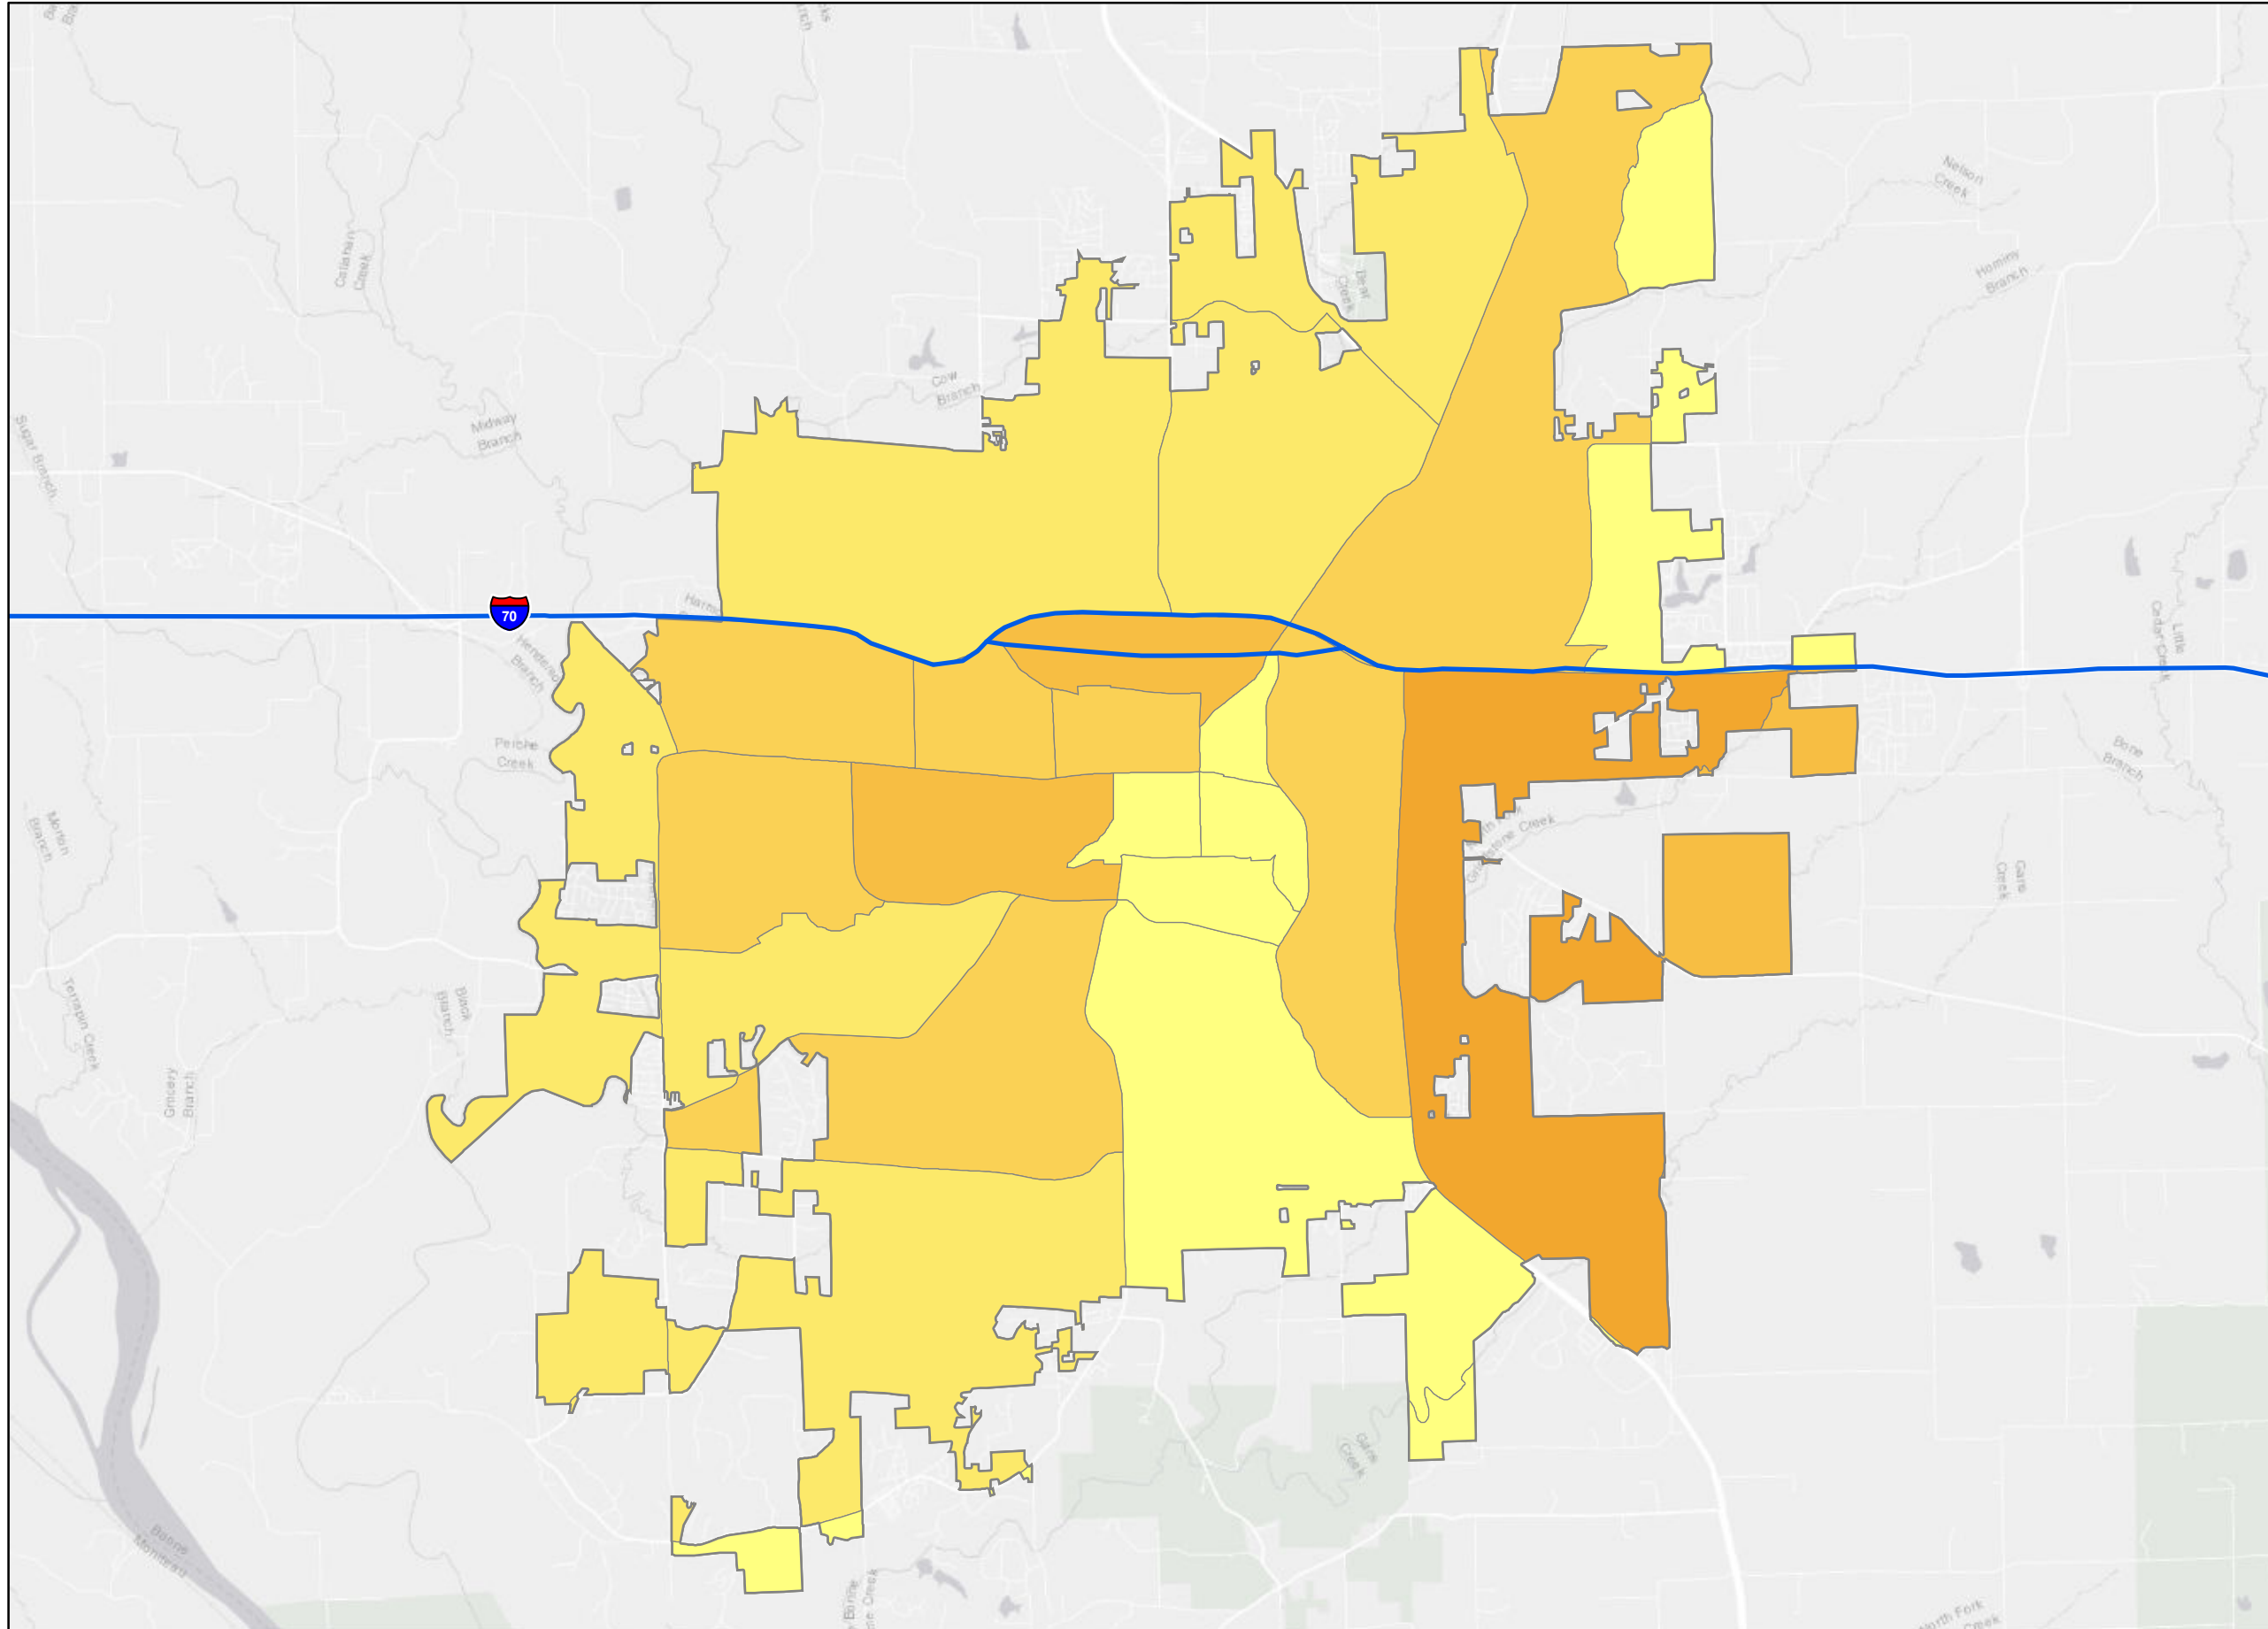 Nelson
Creek
Callahan
Creek
Hominy
Branch
Bear
Creek
Cow
Branch
Midway
Branch
Sugar Branch
70
Henderson
Branch
Little
Cedar Creek
Perche
Creek
Bone
Branch
Morton
Branch
Grindstone Creek
Gans
Creek
Terrapin Creek
Black
Branch
Grocery
Branch
Gans
Creek
Boone
Moniteau
North Fork
Creek